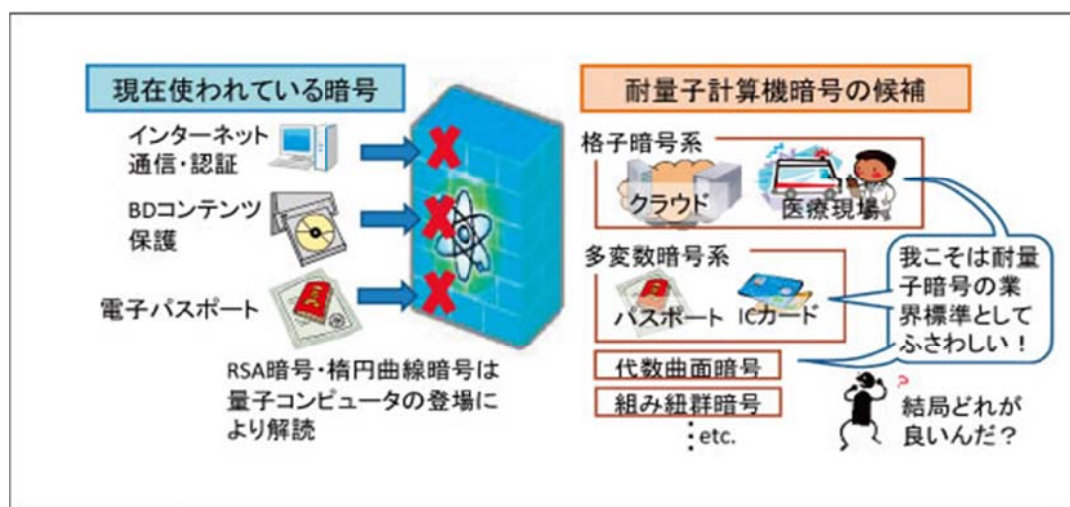 現在使われている暗号
インターネット
通信・認証
BDコンテンツ
保護
電子パスポート
RSA暗号・楕円曲線暗号は
量子コンピュータの登場に
より解読
耐量子計算機暗号の候補
格子暗号系
クラウド
医療現場
多変数暗号系
パスポート
ICカード
代数曲面暗号
組み紐群暗号
etc.
我こそは耐量
子暗号の業
界標準として
ふさわしい!
?
結局どれが
良いんだ?